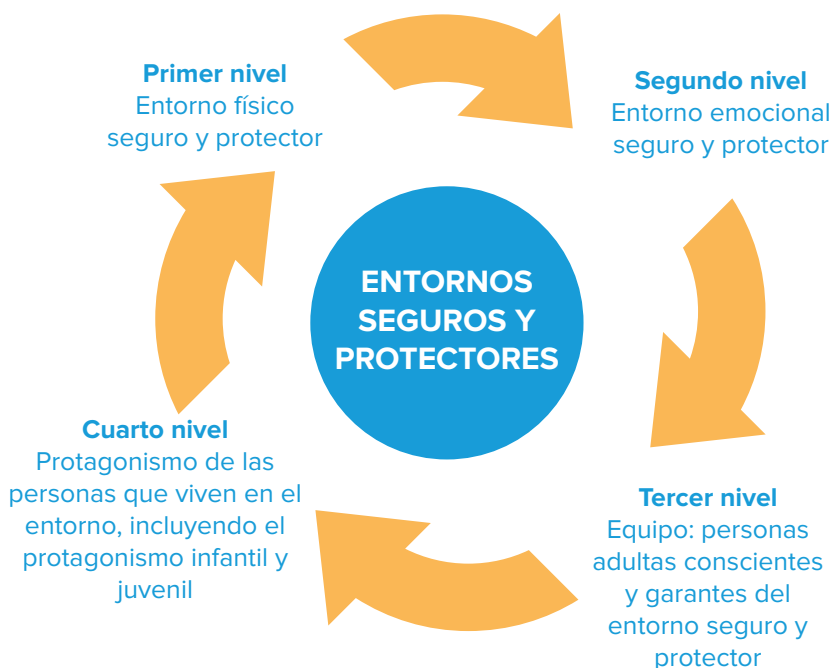 Primer nivel
Entorno físico
seguro y protector
Segundo nivel
Entorno emocional
seguro y protector
ENTORNOS
SEGUROS Y
PROTECTORES
Tercer nivel
Equipo: personas
adultas conscientes
y garantes del
entorno seguro y
protector
Cuarto nivel
Protagonismo de las
personas que viven en el
entorno, incluyendo el
protagonismo infantil y
juvenil